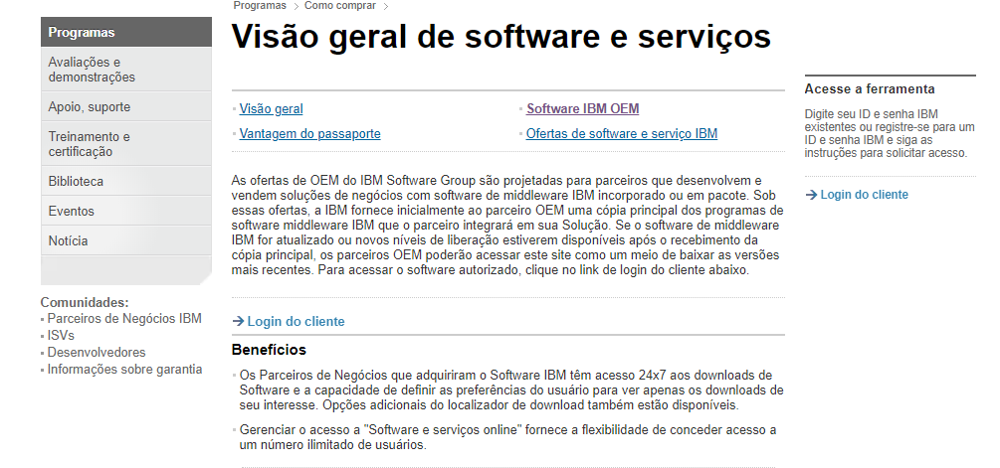 Programas
Como comprar
Programas
Avaliações e
demonstrações
Apoio, suporte
Treinamento e
certificação
Biblioteca
Eventos
Notícia
Comunidades:
Parceiros de Negócios IBM
ISVs
Desenvolvedores
Informações sobre garantia
Visão geral de software e serviços
Visão geral
Software IBM OEM
Vantagem do passaporte
Ofertas de software e serviço IBM
As ofertas de OEM do IBM Software Group são projetadas para parceiros que desenvolvem e
vendem soluções de negócios com software de middleware IBM incorporado ou em pacote. Sob
essas ofertas, a IBM fornece inicialmente ao parceiro OEM uma cópia principal dos programas de
software middleware IBM que o parceiro integrará em sua Solução. Se o software de middleware
IBM for atualizado ou novos níveis de liberação estiverem disponíveis após o recebimento da
cópia principal, os parceiros OEM poderão acessar este site como um meio de baixar as versões
mais recentes. Para acessar o software autorizado, clique no link de login do cliente abaixo.
Login do cliente
Benefícios
Os Parceiros de Negócios que adquiriram o Software IBM têm acesso 24x7 aos downloads de
Software e a capacidade de definir as preferências do usuário para ver apenas os downloads de
seu interesse. Opções adicionais do localizador de download também estão disponíveis.
Gerenciar o acesso a "Software e serviços online" fornece a flexibilidade de conceder acesso a
um número ilimitado de usuários.
Acesse a ferramenta
Digite seu ID e senha IBM
existentes ou registre-se para um
ID e senha IBM e siga as
instruções para solicitar acesso.
Login do cliente